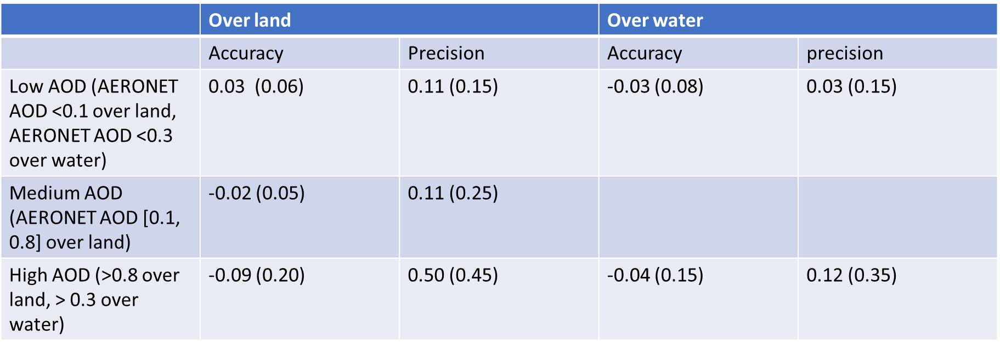 Over land
Over water
Accuracy
Precision
Accuracy
precision
Low AOD (AERONET
AOD <0.1 over land,
AERONET AOD <0.3
over water)
0.03  (0.06)
0.11 (0.15)
-0.03 (0.08)
0.03 (0.15)
Medium AOD
(AERONET AOD [0.1,
0.8] over land)
-0.02 (0.05)
0.11 (0.25)
High AOD (>0.8 over
land, > 0.3 over
water)
-0.09 (0.20)
0.50 (0.45)
-0.04 (0.15)
0.12 (0.35)